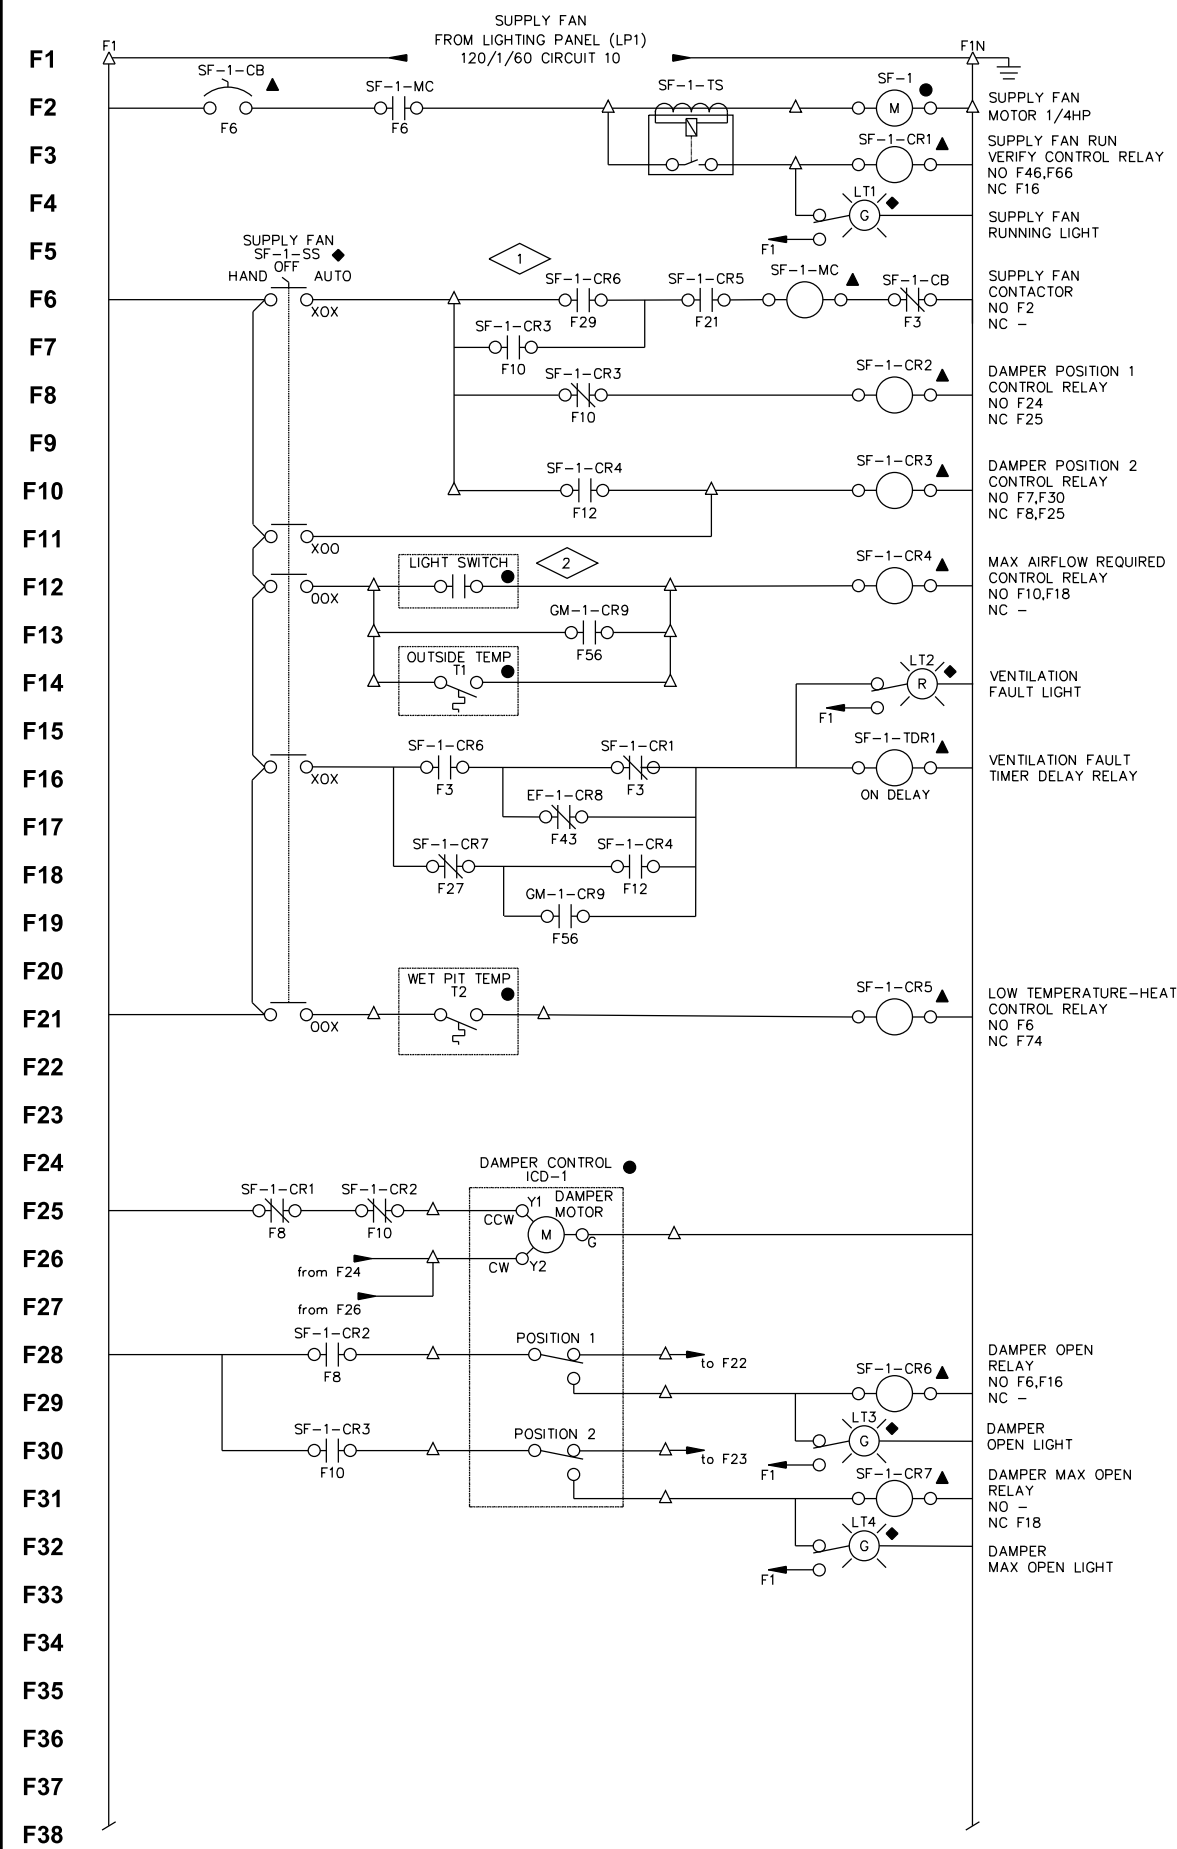 SUPPLY FAN
FROM LIGHTING PANEL (LP1)
120/1/60 CIRCUIT 10
F1
F1
F1N
SF-1-CB
SF-1-MC
SF-1-TS
SF-1
F2
F6
F6
M
SUPPLY FAN
MOTOR 1/4HP
F3
SF-1-CR1
SUPPLY FAN RUN
VERIFY CONTROL RELAY
NO F46,F66
NC F16
F4
LT1
G
SUPPLY FAN
RUNNING LIGHT
F5
F1
SUPPLY FAN
SF-1-SS
OFF
HAND
AUTO
1
F6
XOX
SF-1-CR6
F29
SF-1-CR5
F21
SF-1-MC
SF-1-CB
F3
SUPPLY FAN
CONTACTOR
NO F2
NC -
F7
SF-1-CR3
F10
F8
SF-1-CR3
F10
SF-1-CR2
DAMPER POSITION 1
CONTROL RELAY
NO F24
NC F25
F9
F10
SF-1-CR4
F12
SF-1-CR3
DAMPER POSITION 2
CONTROL RELAY
NO F7,F30
NC F8,F25
F11
XOO
F12
OOX
LIGHT SWITCH
2
SF-1-CR4
MAX AIRFLOW REQUIRED
CONTROL RELAY
NO F10,F18
NC -
F13
GM-1-CR9
F56
F14
OUTSIDE TEMP
T1
LT2
R
VENTILATION
FAULT LIGHT
F15
F1
F16
XOX
SF-1-CR6
F3
SF-1-CR1
F3
SF-1-TDR1
ON DELAY
VENTILATION FAULT
TIMER DELAY RELAY
F17
EF-1-CR8
F43
F18
SF-1-CR7
F27
SF-1-CR4
F12
F19
GM-1-CR9
F56
F20
F21
OOX
WET PIT TEMP
T2
SF-1-CR5
LOW TEMPERATURE-HEAT
CONTROL RELAY
NO F6
NC F74
F22
F23
F24
DAMPER CONTROL
ICD-1
F25
SF-1-CR1
F8
SF-1-CR2
F10
CCW
Y1
DAMPER
MOTOR
M
G
F26
from F24
CW
Y2
F27
from F26
F28
SF-1-CR2
F8
POSITION 1
to F22
DAMPER OPEN
RELAY
NO F6,F16
NC -
F29
SF-1-CR6
F30
SF-1-CR3
F10
POSITION 2
to F23
LT3
G
DAMPER
OPEN LIGHT
F1
F31
SF-1-CR7
DAMPER MAX OPEN
RELAY
NO -
NC F18
F32
LT4
G
DAMPER
MAX OPEN LIGHT
F1
F33
F34
F35
F36
F37
F38